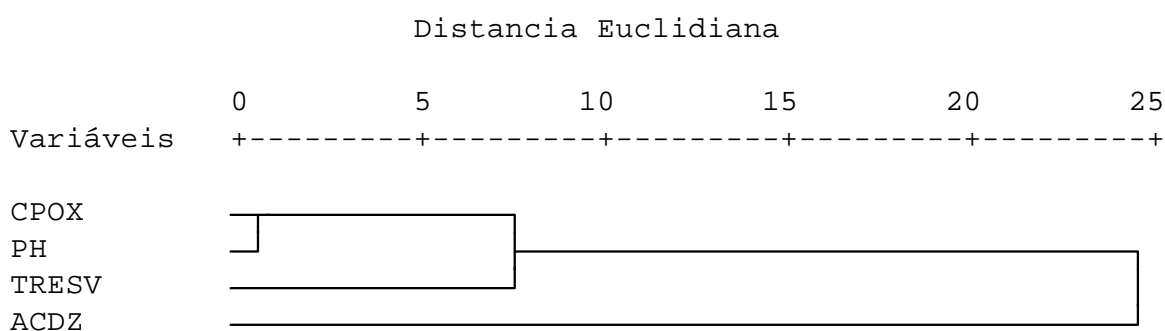 Distancia Euclidiana
0 5 10 15 20 25
Variáveis +---------+---------+---------+---------+---------+
CPOX
PH
TRESV
ACDZ